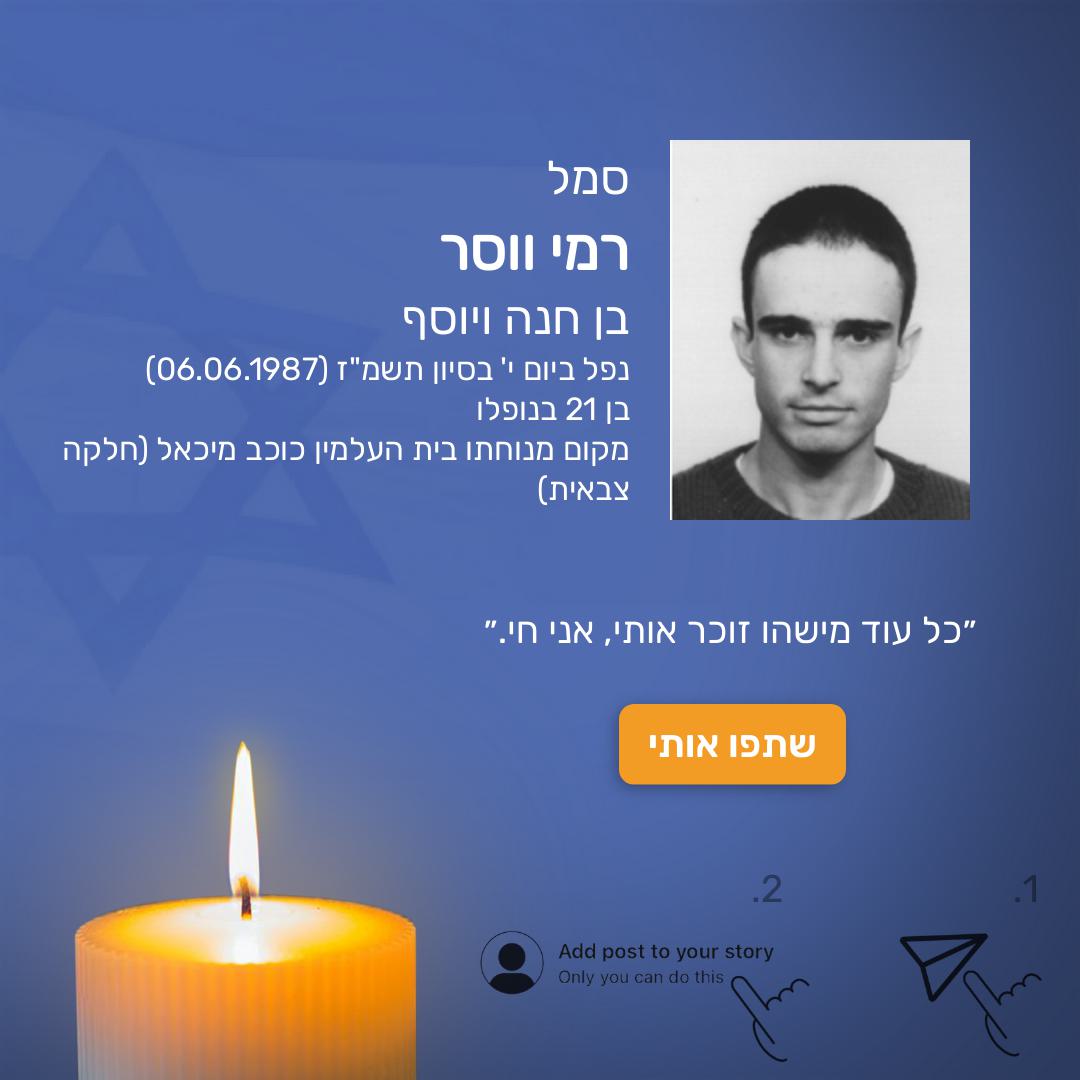 סמל
רמי ווסר
בן חנה ויוסף
נפל ביום י' בסיון תשמ"ז (06.06.1987)
בן 21 בנופלו
מקום מנוחתו בית העלמין כוכב מיכאל (חלקה
צבאית)
״כל עוד מישהו זוכר אותי, אני חי.״
שתפו אותי
.1
.2
Add post to your story
Only you can do this